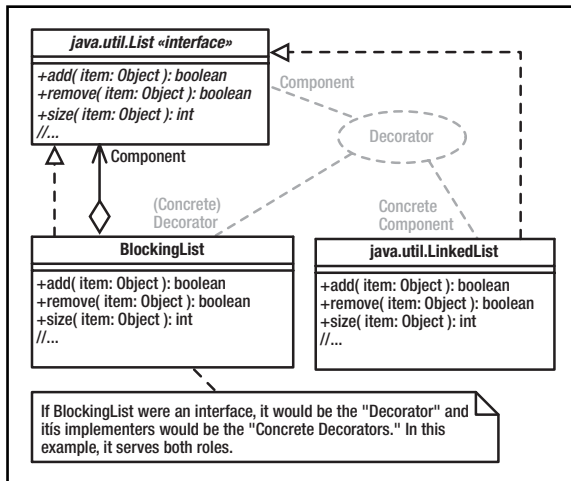 java.util.List «interface»
+add( item: Object ): boolean
+remove( item: Object ): boolean
+size( item: Object ): int
//...
Component
Decorator
Component
(Concrete)
Decorator
Concrete
Component
BlockingList
+add( item: Object ): boolean
+remove( item: Object ): boolean
+size( item: Object ): int
//...
java.util.LinkedList
+add( item: Object ): boolean
+remove( item: Object ): boolean
+size( item: Object ): int
//...
If BlockingList were an interface, it would be the "Decorator" and
itís implementers would be the "Concrete Decorators." In this
example, it serves both roles.